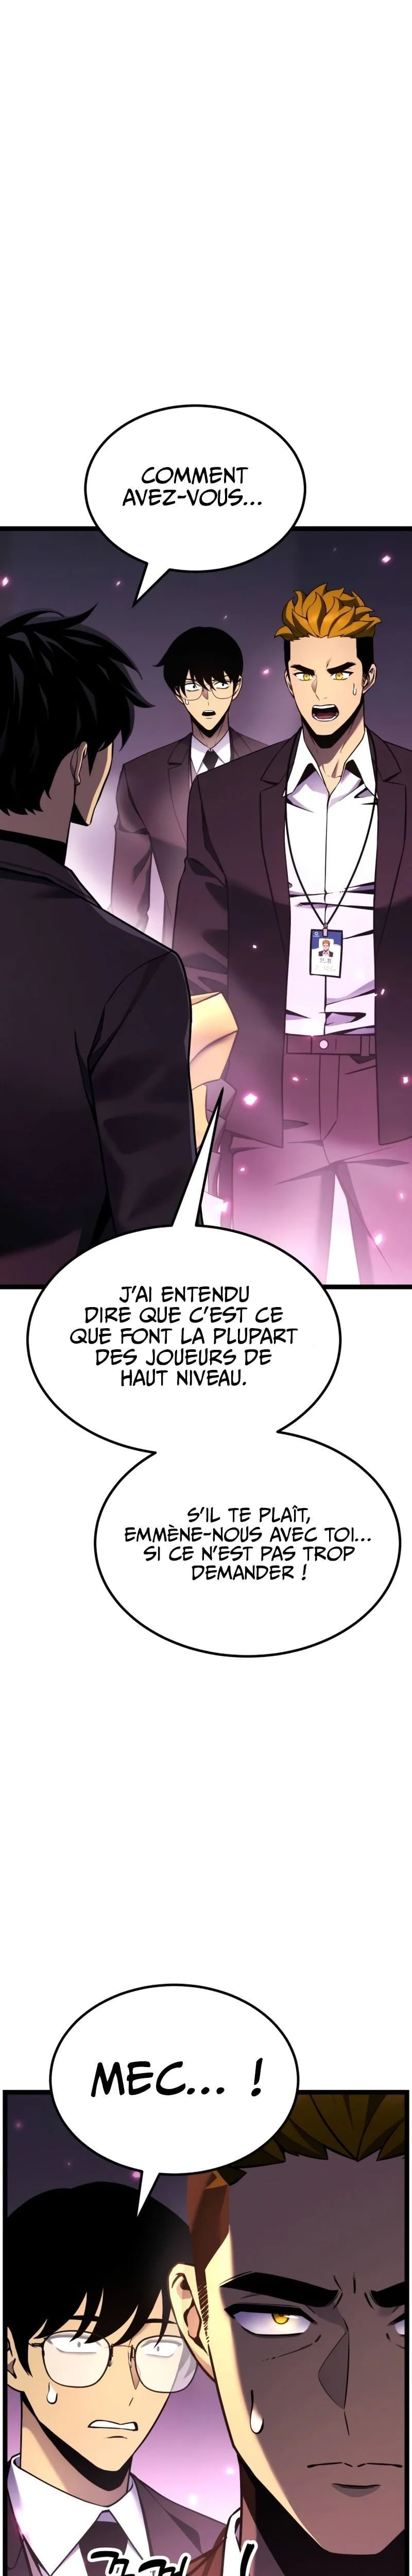 COMMENT
AVEZ-VOUS...
J'AI ENTENDU
DIRE QUE C'EST CE
QUE FONT LA PLUPART
DES JOUEURS DE
HAUT NIVEAU.
S'IL TE PLAÎT,
EMMÈNE-NOUS AVEC TOI...
SI CE N'EST PAS TROP
DEMANDER !
MEC... !